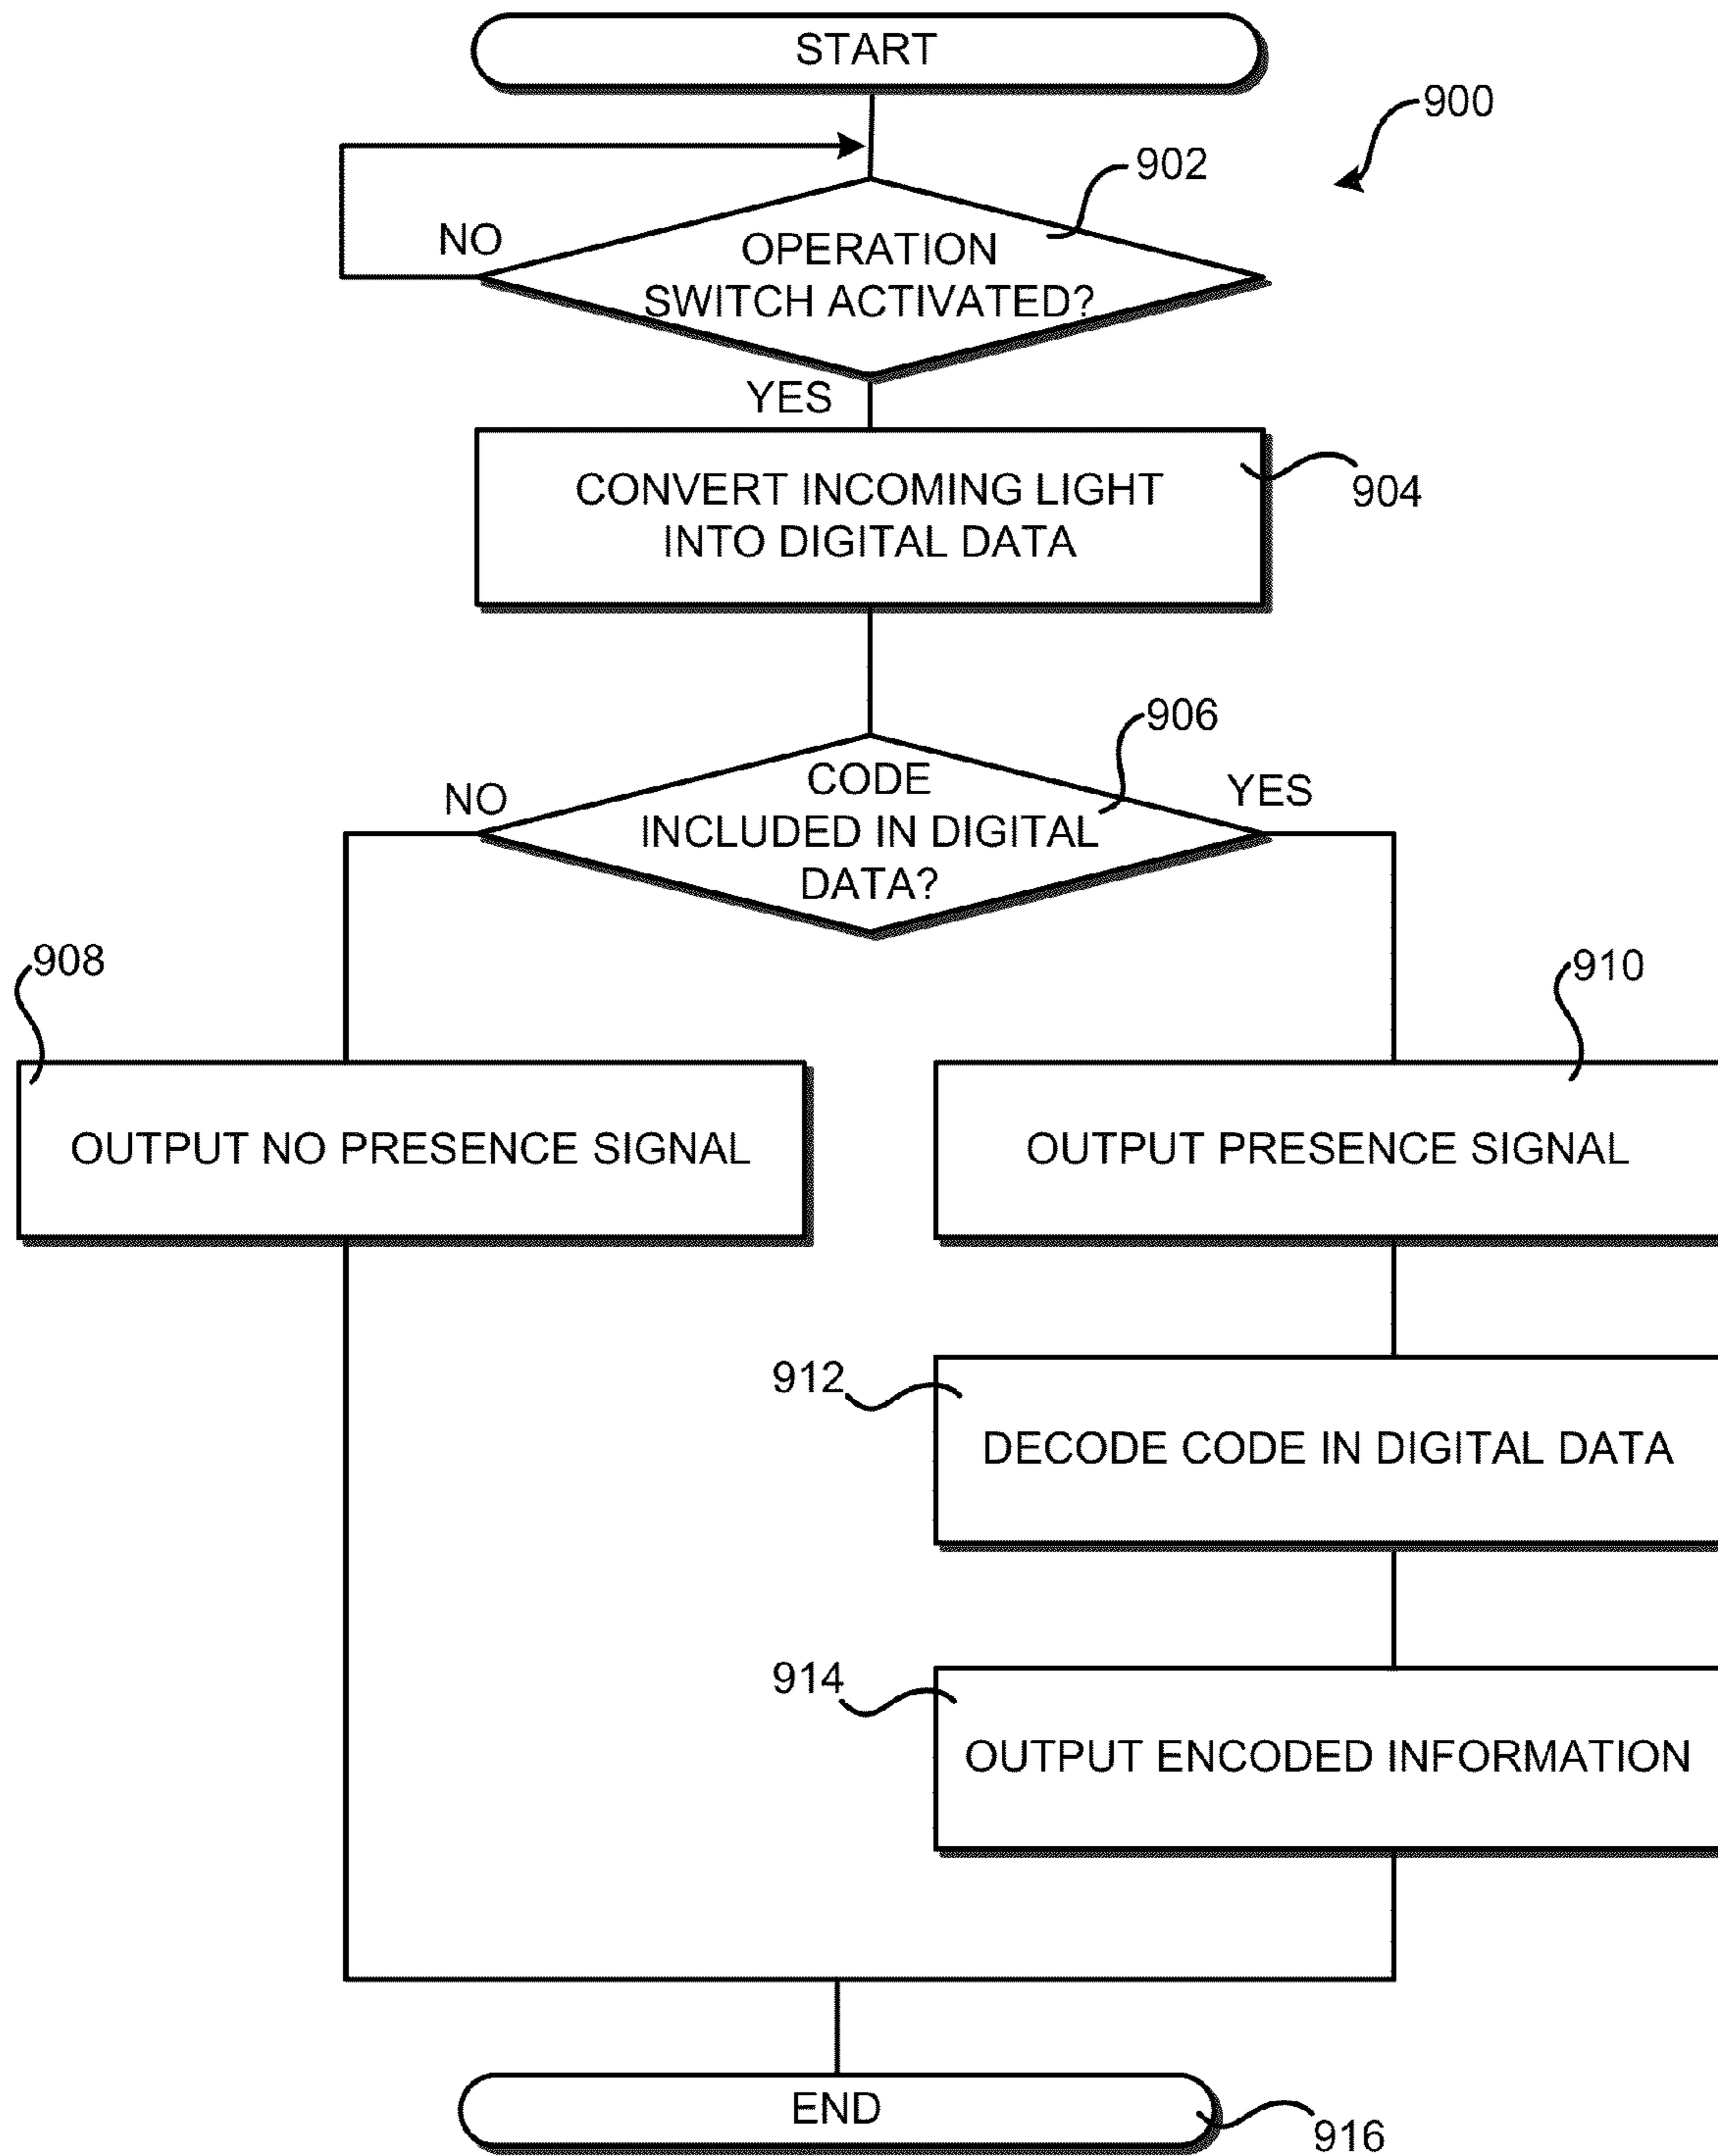 START
900
902
NO
OPERATION
SWITCH ACTIVATED?
YES
CONVERT INCOMING LIGHT
INTO DIGITAL DATA
904
906
NO
CODE
INCLUDED IN DIGITAL
DATA?
YES
908
910
OUTPUT NO PRESENCE SIGNAL
OUTPUT PRESENCE SIGNAL
912
DECODE CODE IN DIGITAL DATA
914
OUTPUT ENCODED INFORMATION
END
916